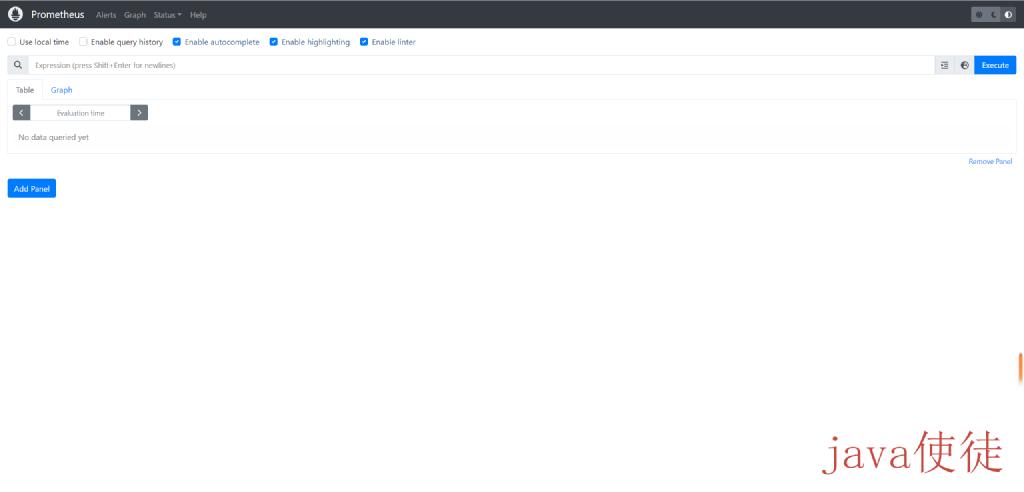 Prometheus Alerts Graph Status Help
Use local time Enable query history Enable autocomplete Enable highlighting Enable linter
Expression (press Shift+Enter for newlines) Execute
Table Graph
Evaluation time
No data queried yet
Remove Panel
Add Panel
java使徒